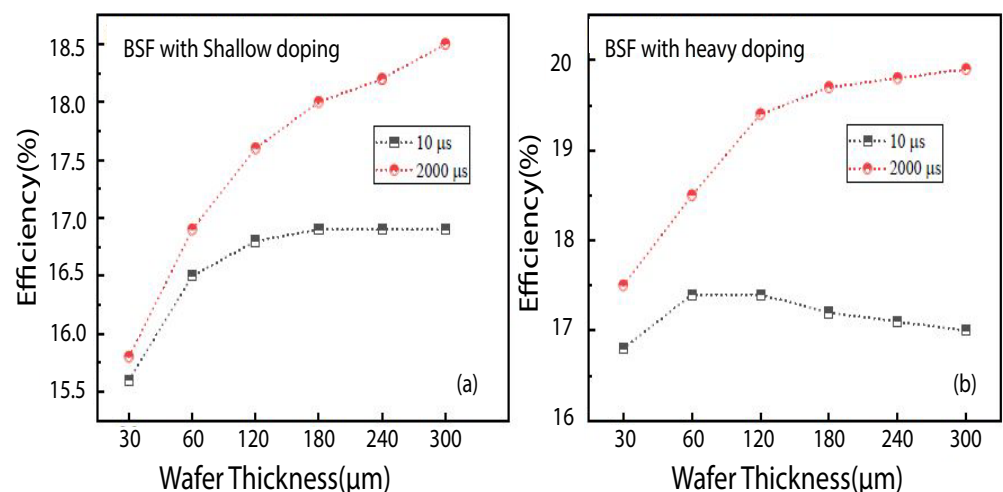 BSF with Shallow doping
18.5
18.0
17.5
17.0
16.5
16.0
15.5
Efficiency(%)
10 μs
2000 μs
(a)
30 60 120 180 240 300
Wafer Thickness(μm)
BSF with heavy doping
20
19
18
17
16
Efficiency(%)
10 μs
2000 μs
(b)
30 60 120 180 240 300
Wafer Thickness(μm)